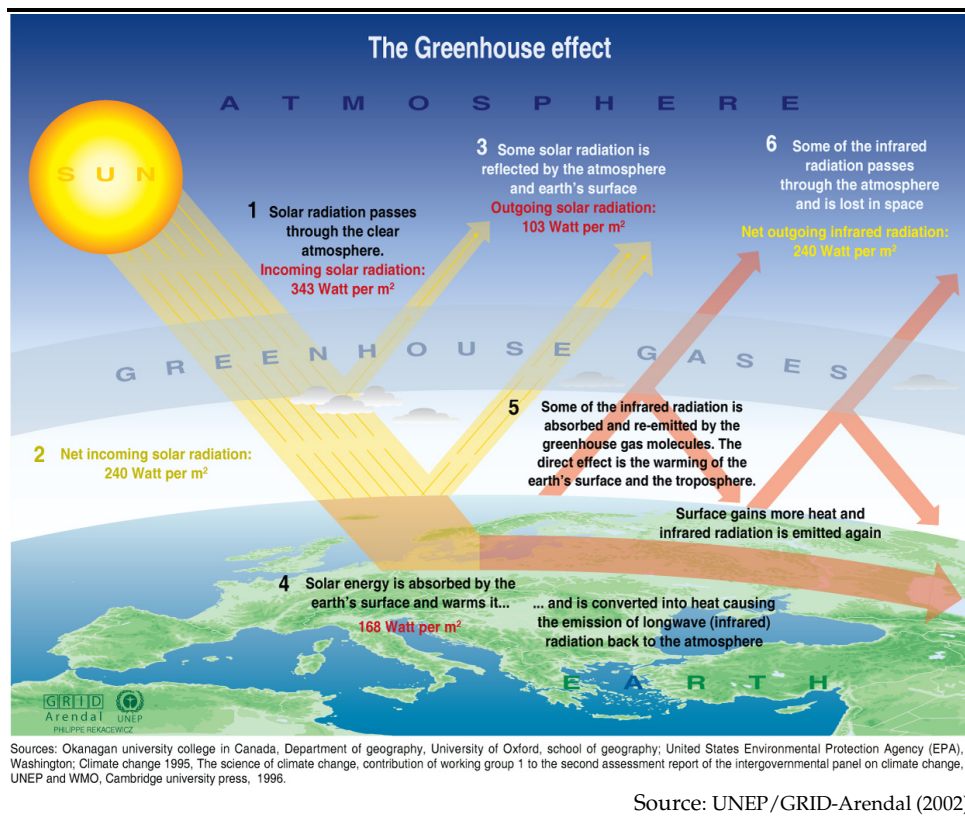 The Greenhouse effect
A T M O S P H E R E
S U N
1 Solar radiation passes
through the clear
atmosphere.
Incoming solar radiation:
343 Watt per m²
3 Some solar radiation is
reflected by the atmosphere
and earth's surface
Outgoing solar radiation:
103 Watt per m²
6 Some of the infrared
radiation passes
through the atmosphere
and is lost in space
Net outgoing infrared radiation:
240 Watt per m²
G R E E N H O U S E G A S E S
2 Net incoming solar radiation:
240 Watt per m²
5 Some of the infrared radiation is
absorbed and re-emitted by the
greenhouse gas molecules. The
direct effect is the warming of the
earth's surface and the troposphere.
Surface gains more heat and
infrared radiation is emitted again
4 Solar energy is absorbed by the
earth's surface and warms it...
168 Watt per m²
... and is converted into heat causing
the emission of longwave (infrared)
radiation back to the atmosphere
E A R T H
G R I D
Arendal UNEP
PHILIPPE REKACEWICZ
Sources: Okanagan university college in Canada, Department of geography, University of Oxford, school of geography; United States Environmental Protection Agency (EPA),
Washington; Climate change 1995, The science of climate change, contribution of working group 1 to the second assessment report of the intergovernmental panel on climate change,
UNEP and WMO, Cambridge university press, 1996.
Source: UNEP/GRID-Arendal (2002)